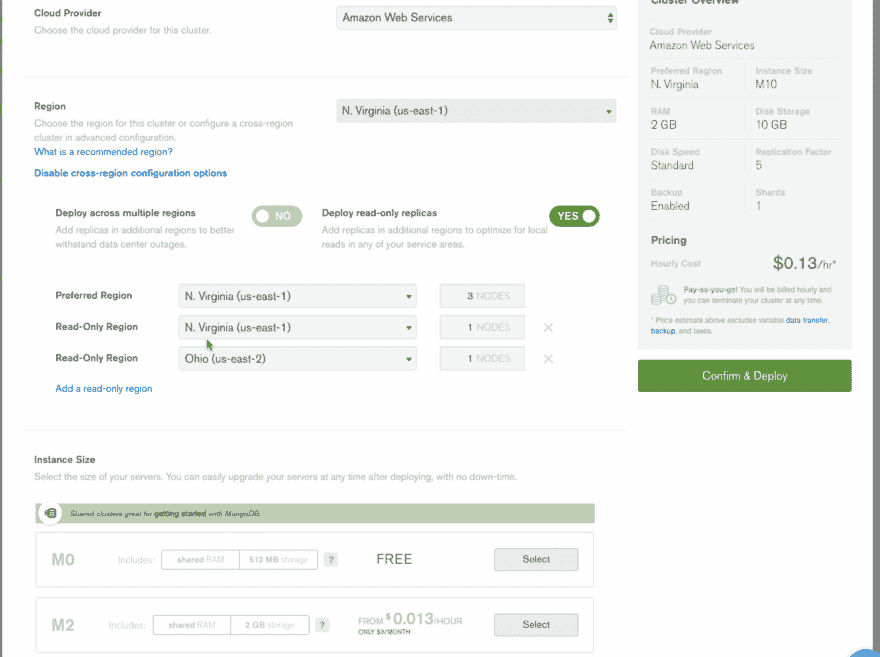 Cloud Provider
Choose the cloud provider for this cluster.
Amazon Web Services
Region
Choose the region for this cluster or configure a cross-region
cluster in advanced configuration.
What is a recommended region?
Disable cross-region configuration options
N. Virginia (us-east-1)
Deploy across multiple regions
NO
Add replicas in additional regions to better
withstand data center outages.
Deploy read-only replicas
YES
Add replicas in additional regions to optimize for local
reads in any of your service areas.
Preferred Region
N. Virginia (us-east-1)
3 NODES
Read-Only Region
N. Virginia (us-east-1)
1 NODES
Read-Only Region
Ohio (us-east-2)
1 NODES
Add a read-only region
Instance Size
Select the size of your servers. You can easily upgrade your servers at any time after deploying, with no down-time.
Shared clusters great for getting started with MongoDB.
M0
Includes:
shared RAM
512 MB storage
?
FREE
Select
M2
Includes:
shared RAM
2 GB storage
?
FROM $0.013/HOUR
ONLY $9/MONTH
Select
Cluster Overview
Cloud Provider
Amazon Web Services
Preferred Region
N. Virginia
Instance Size
M10
RAM
2 GB
Disk Storage
10 GB
Disk Speed
Standard
Replication Factor
5
Backup
Enabled
Shards
1
Pricing
Hourly Cost
$0.13/hr*
Pay-as-you-go! You will be billed hourly and
you can terminate your cluster at any time.
* Price estimate above excludes variable data transfer,
backup, and taxes.
Confirm & Deploy